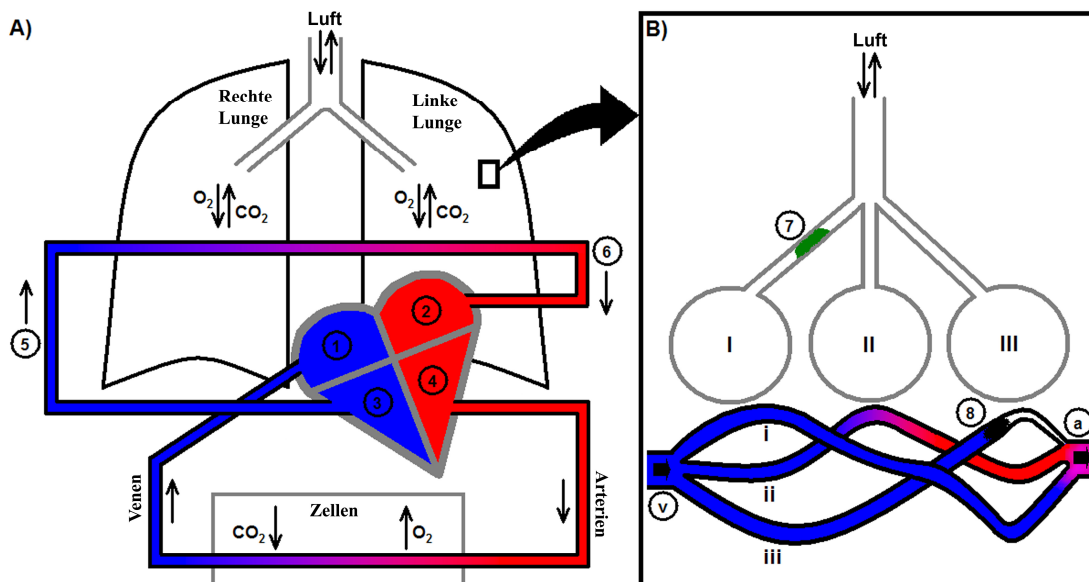 A)
Luft
Rechte
Lunge
Linke
Lunge
O2
CO2
O2
CO2
6
5
1
2
3
4
Venen
Arterien
Zellen
CO2
O2
B)
Luft
7
I
II
III
8
a
i
ii
iii
v